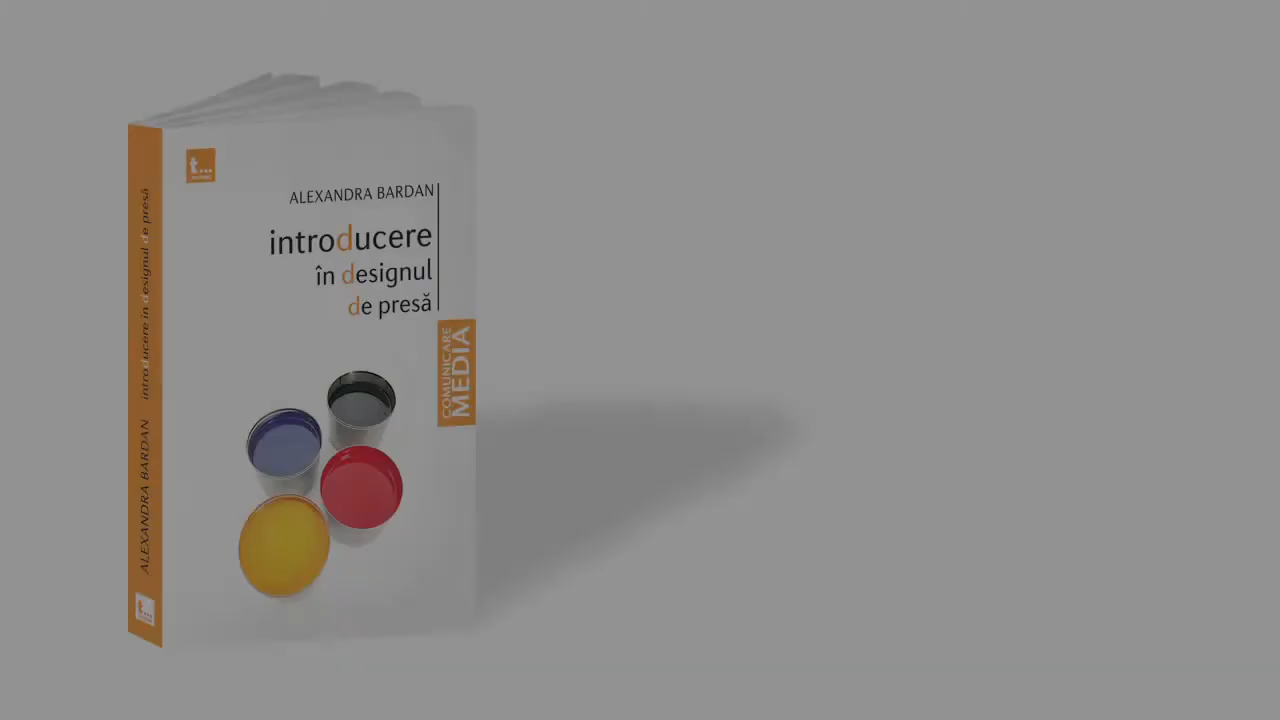 t...
ALEXANDRA BARDAN
introducere
în designul
de presă
COMUNICARE
MEDIA
ALEXANDRA BARDAN introducere în designul de presă
t...